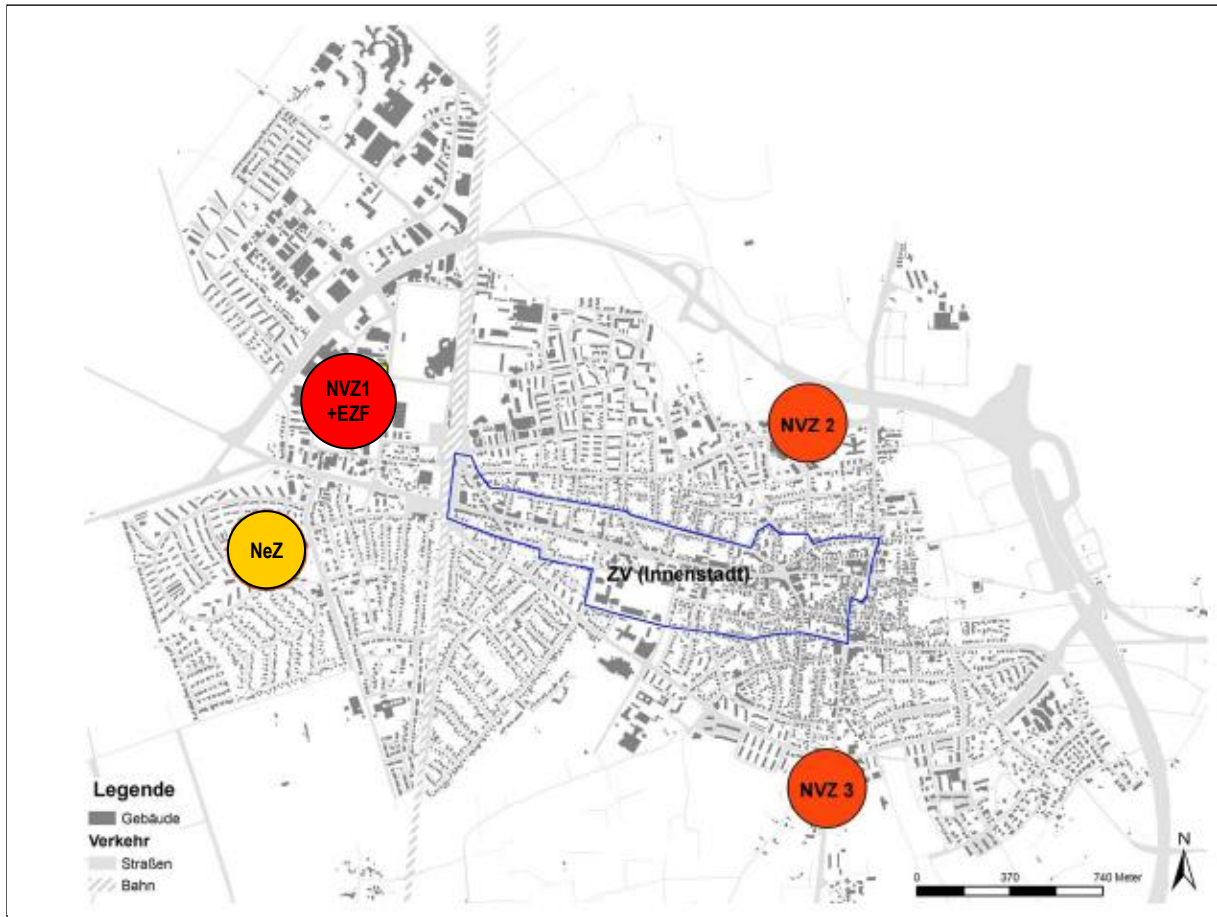 NVZ1
+EZF
NVZ 2
NeZ
ZV (Innenstadt)
NVZ 3
Legende
Gebäude
Verkehr
Straßen
Bahn
N
0 370 740 Meter